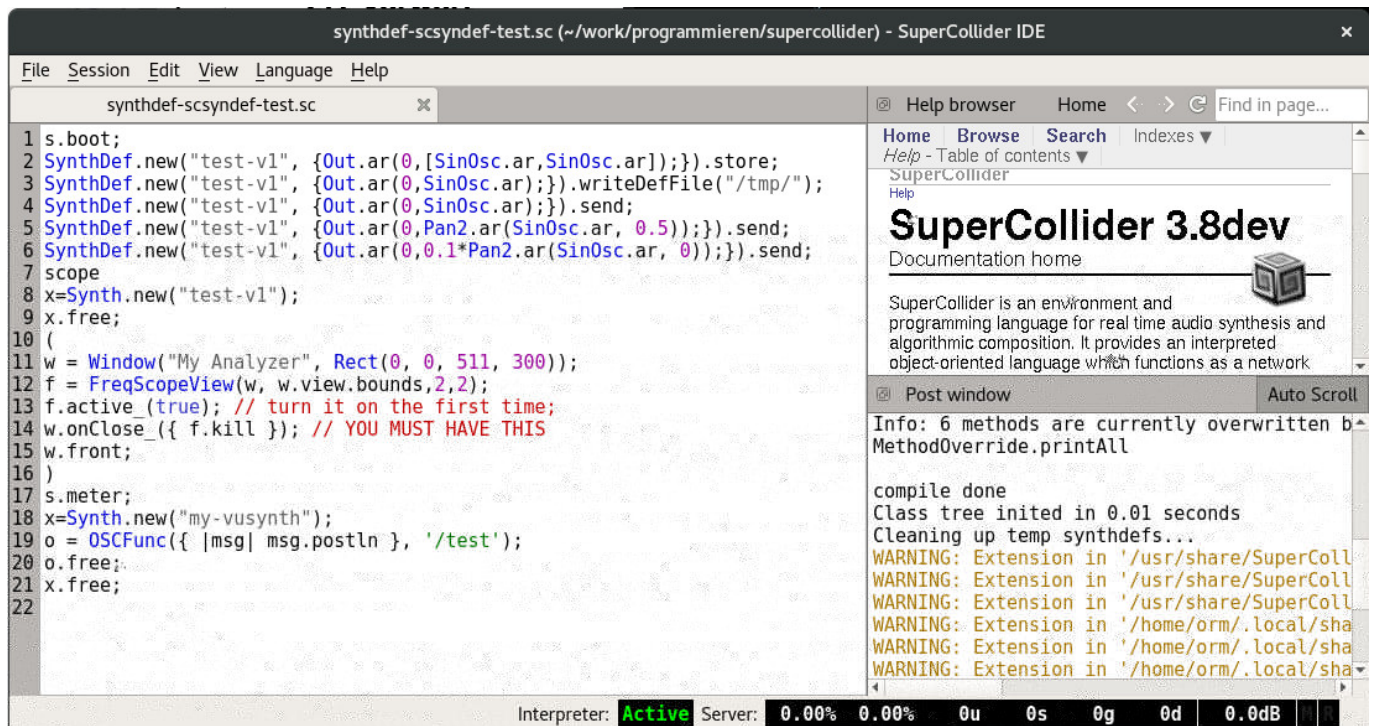 synthdef-scsyndef-test.sc (~/work/programmieren/supercollider) - SuperCollider IDE ×
File Session Edit View Language Help
synthdef-scsyndef-test.sc
1 s.boot;
2 SynthDef.new("test-v1", {Out.ar(0,[SinOsc.ar,SinOsc.ar]);}).store;
3 SynthDef.new("test-v1", {Out.ar(0,SinOsc.ar);}).writeDefFile("/tmp/");
4 SynthDef.new("test-v1", {Out.ar(0,SinOsc.ar);}).send;
5 SynthDef.new("test-v1", {Out.ar(0,Pan2.ar(SinOsc.ar, 0.5));}).send;
6 SynthDef.new("test-v1", {Out.ar(0,0.1*Pan2.ar(SinOsc.ar, 0));}).send;
7 scope
8 x=Synth.new("test-v1");
9 x.free;
10 (
11 w = Window("My Analyzer", Rect(0, 0, 511, 300));
12 f = FreqScopeView(w, w.view.bounds,2,2);
13 f.active_(true); // turn it on the first time;
14 w.onClose_({ f.kill }); // YOU MUST HAVE THIS
15 w.front;
16 )
17 s.meter;
18 x=Synth.new("my-vusynth");
19 o = OSCFunc({ |msg| msg.postln }, '/test');
20 o.free;
21 x.free;
22
Help browser Home Find in page...
Home Browse Search Indexes ▼
Help - Table of contents ▼
SuperCollider
Help
SuperCollider 3.8dev
Documentation home
SuperCollider is an environment and
programming language for real time audio synthesis and
algorithmic composition. It provides an interpreted
object-oriented language which functions as a network
Post window Auto Scroll
Info: 6 methods are currently overwritten b
MethodOverride.printAll
compile done
Class tree inited in 0.01 seconds
Cleaning up temp synthdefs...
WARNING: Extension in '/usr/share/SuperColl
WARNING: Extension in '/usr/share/SuperColl
WARNING: Extension in '/usr/share/SuperColl
WARNING: Extension in '/home/orm/.local/sha
WARNING: Extension in '/home/orm/.local/sha
WARNING: Extension in '/home/orm/.local/sha
Interpreter: Active Server: 0.00% 0.00% 0u 0s 0g 0d 0.0dB M R